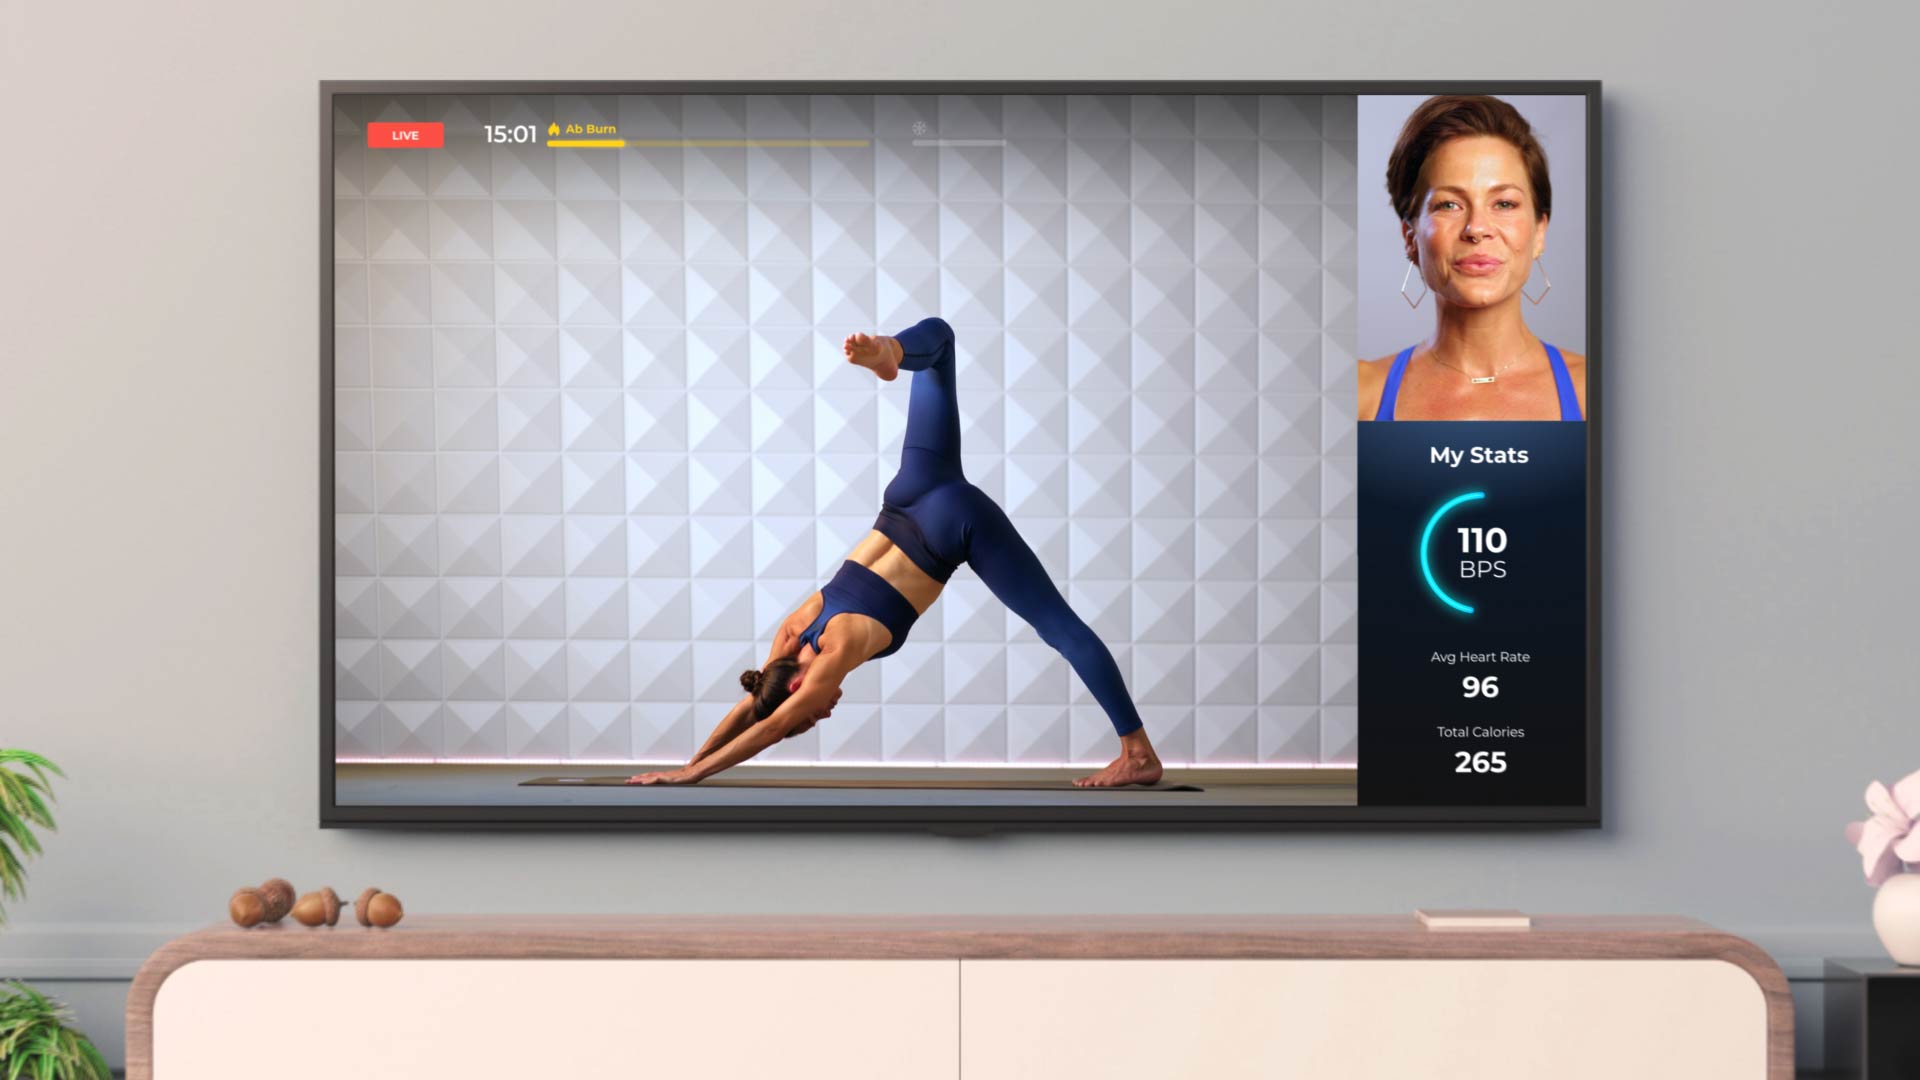 LIVE
15:01
Ab Burn
My Stats
110
BPS
Avg Heart Rate
96
Total Calories
265